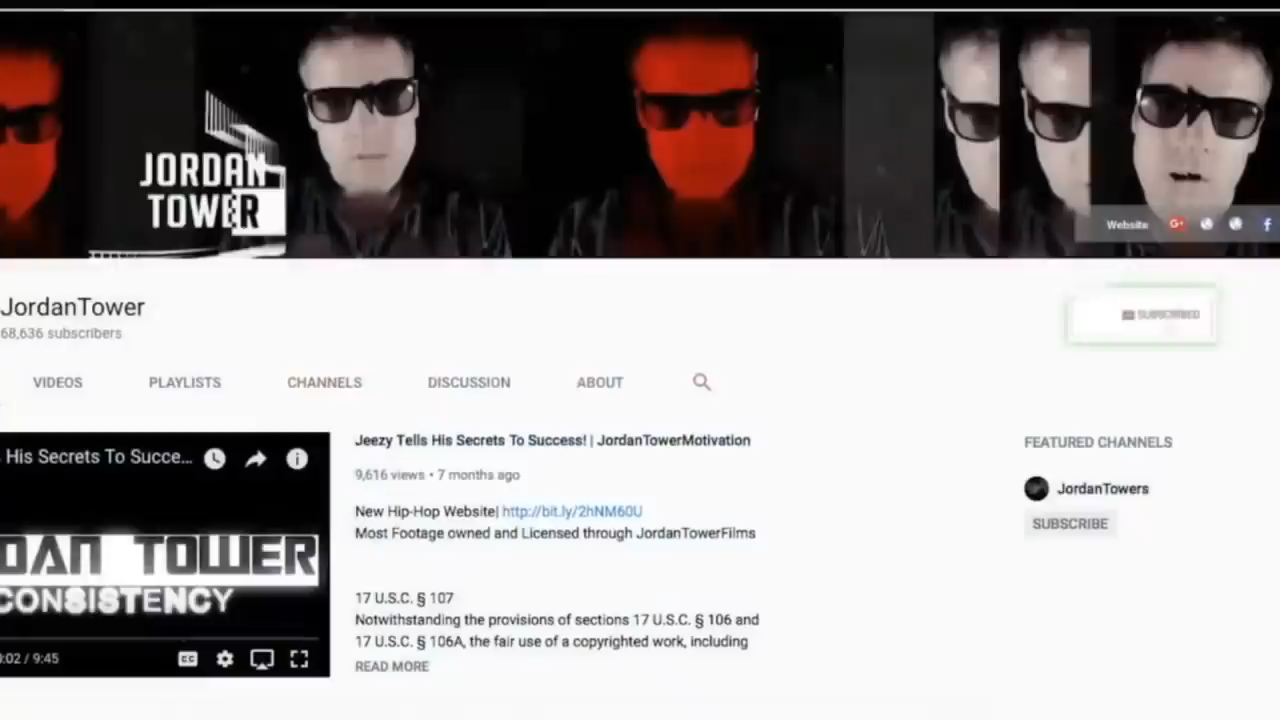 JORDAN
TOWER
Website
JordanTower
68,636 subscribers
SUBSCRIBED
VIDEOS PLAYLISTS CHANNELS DISCUSSION ABOUT
His Secrets To Succe...
DAN TOWER
CONSISTENCY
0:02 / 9:45
Jeezy Tells His Secrets To Success! | JordanTowerMotivation
9,616 views • 7 months ago
New Hip-Hop Website| http://bit.ly/2hNM60U
Most Footage owned and Licensed through JordanTowerFilms
17 U.S.C. § 107
Notwithstanding the provisions of sections 17 U.S.C. § 106 and
17 U.S.C. § 106A, the fair use of a copyrighted work, including
READ MORE
FEATURED CHANNELS
JordanTowers
SUBSCRIBE